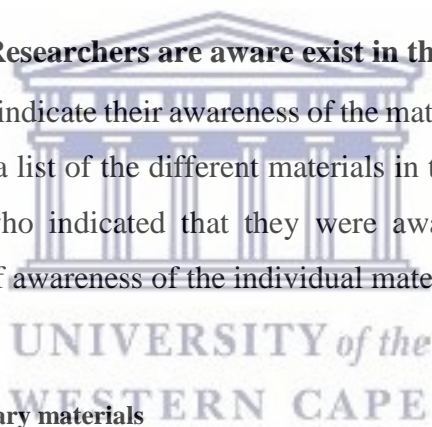 Researchers are aware exist in th
indicate their awareness of the mat
a list of the different materials in t
who indicated that they were awa
f awareness of the individual mate
UNIVERSITY of the
WESTERN CAPE
ary materials